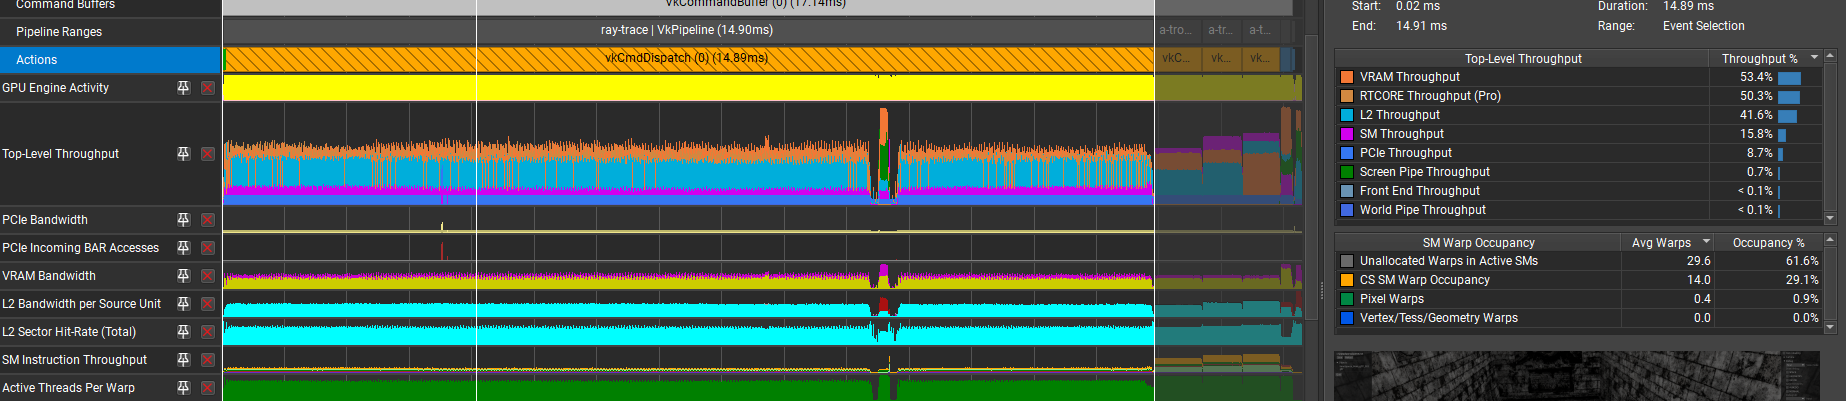 Command Buffers
VkCommandBuffer (0) (17.14ms)
Pipeline Ranges
ray-trace | VkPipeline (14.90ms)
a-tro...
a-tr...
a-t...
Actions
vkCmdDispatch (0) (14.89ms)
vkC...
vk...
vk...
GPU Engine Activity
Top-Level Throughput
PCIe Bandwidth
PCIe Incoming BAR Accesses
VRAM Bandwidth
L2 Bandwidth per Source Unit
L2 Sector Hit-Rate (Total)
SM Instruction Throughput
Active Threads Per Warp
Start: 0.02 ms Duration: 14.89 ms
End: 14.91 ms Range: Event Selection
Top-Level Throughput Throughput %
VRAM Throughput 53.4%
RTCORE Throughput (Pro) 50.3%
L2 Throughput 41.6%
SM Throughput 15.8%
PCIe Throughput 8.7%
Screen Pipe Throughput 0.7%
Front End Throughput < 0.1%
World Pipe Throughput < 0.1%
SM Warp Occupancy Avg Warps Occupancy %
Unallocated Warps in Active SMs 29.6 61.6%
CS SM Warp Occupancy 14.0 29.1%
Pixel Warps 0.4 0.9%
Vertex/Tess/Geometry Warps 0.0 0.0%